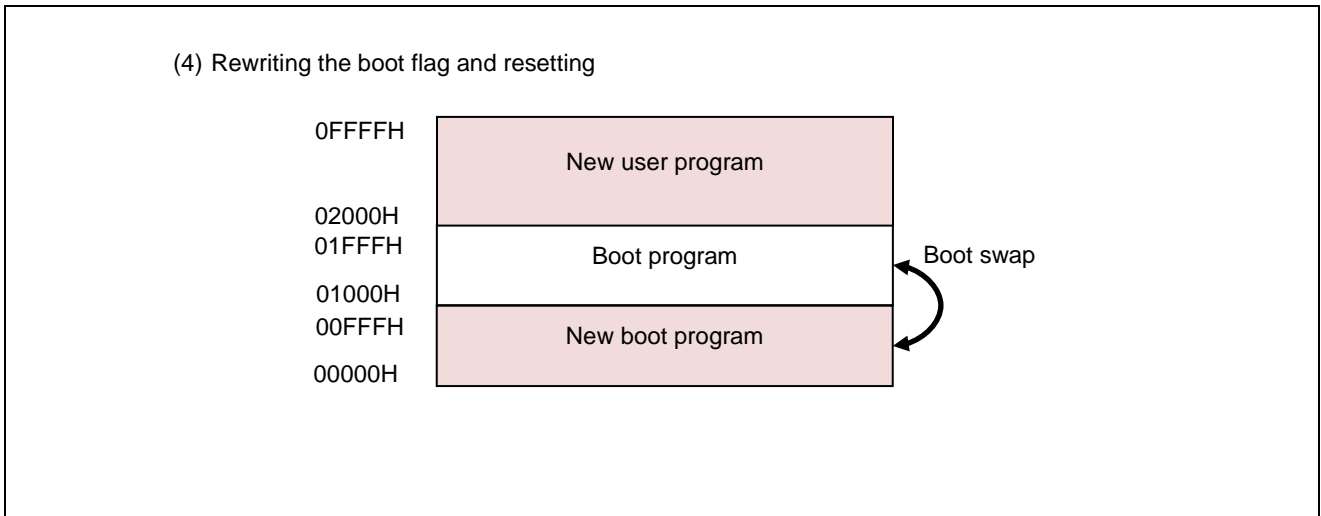 (4) Rewriting the boot flag and resetting
0FFFFH
New user program
02000H
01FFFH
Boot program
Boot swap
01000H
00FFFH
New boot program
00000H